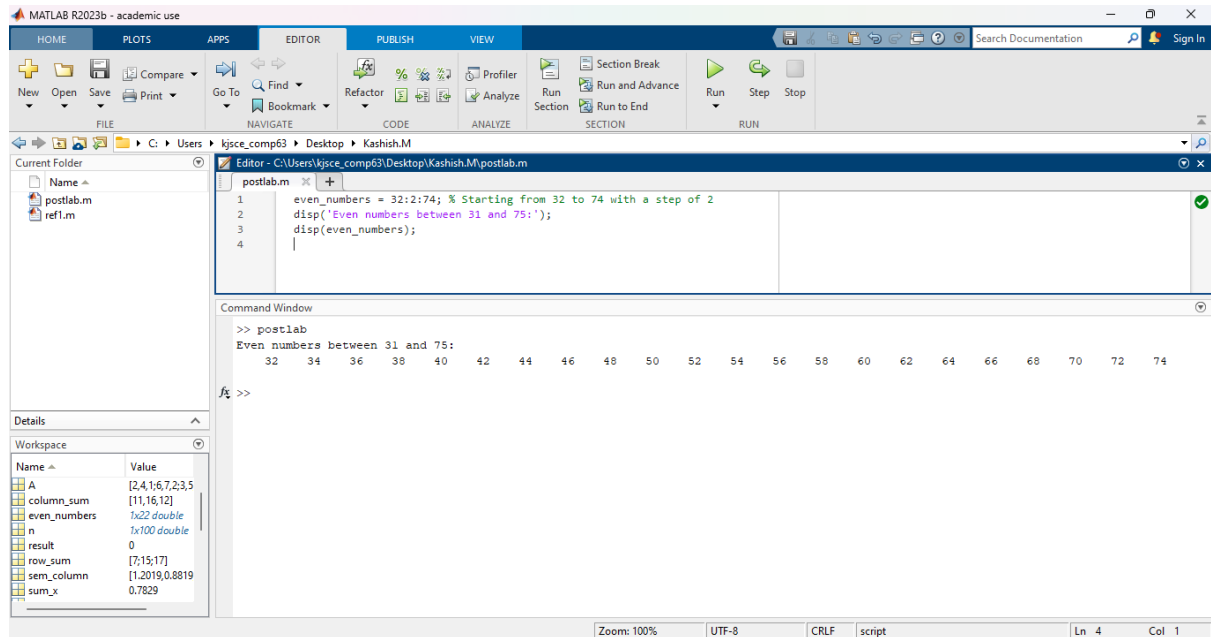 MATLAB R2023b - academic use
HOME PLOTS APPS EDITOR PUBLISH VIEW Search Documentation Sign In
New Open Save Compare Print
FILE
Go To Find Bookmark
NAVIGATE
Refactor
CODE
Profiler
Analyze
ANALYZE
Run Section Section Break
Run and Advance
Run to End
SECTION
Run Step Stop
RUN
C: Users kjsce_comp63 Desktop Kashish.M
Current Folder
Name
postlab.m
ref1.m
Editor - C:\Users\kjsce_comp63\Desktop\Kashish.M\postlab.m
postlab.m +
1 even_numbers = 32:2:74; % Starting from 32 to 74 with a step of 2
2 disp('Even numbers between 31 and 75:');
3 disp(even_numbers);
4
Command Window
>> postlab
Even numbers between 31 and 75:
32 34 36 38 40 42 44 46 48 50 52 54 56 58 60 62 64 66 68 70 72 74
fx >>
Details
Workspace
Name Value
A [2,4,1;6,7,2;3,5
column_sum [11,16,12]
even_numbers 1x22 double
n 1x100 double
result 0
row_sum [7;15;17]
sem_column [1.2019,0.8819
sum_x 0.7829
Zoom: 100% UTF-8 CRLF script Ln 4 Col 1